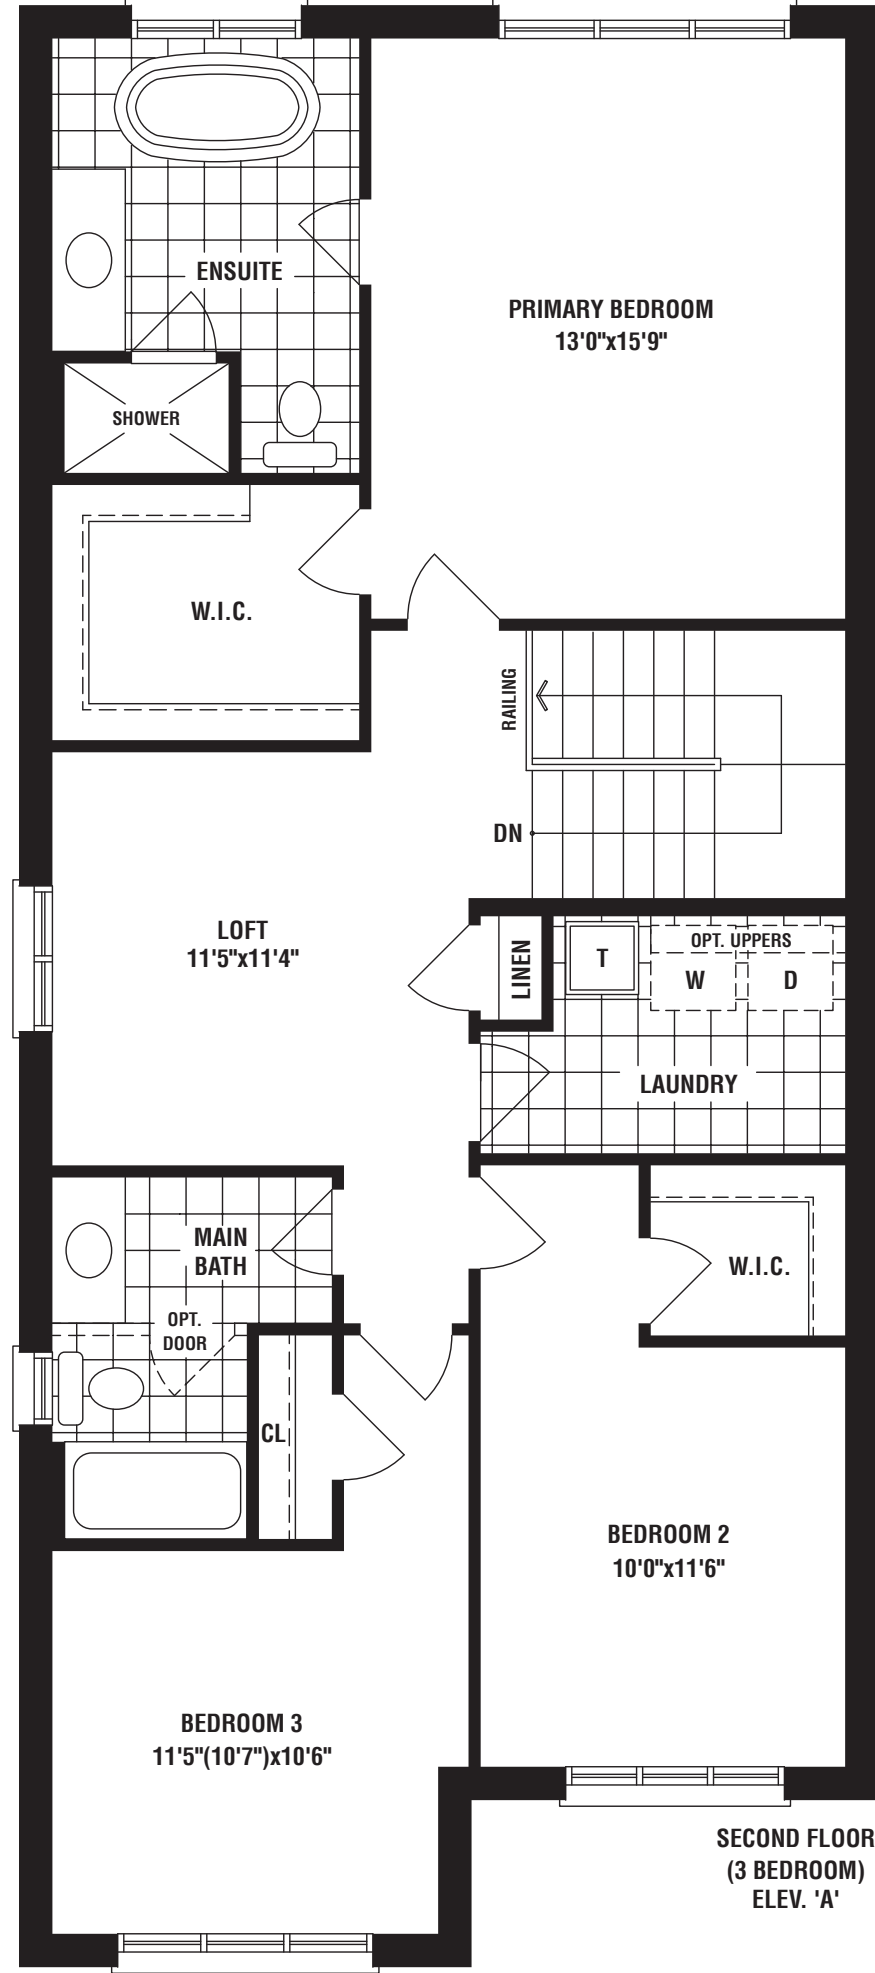 ENSUITE
PRIMARY BEDROOM
13'0"x15'9"
SHOWER
W.I.C.
RAILING
DN
LOFT
11'5"x11'4"
LINEN
T
OPT. UPPERS
W
D
LAUNDRY
MAIN
BATH
W.I.C.
OPT.
DOOR
CL
BEDROOM 2
10'0"x11'6"
BEDROOM 3
11'5"(10'7")x10'6"
SECOND FLOOR
(3 BEDROOM)
ELEV. 'A'